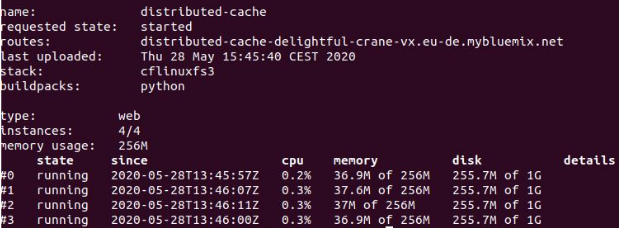 name: distributed-cache
requested state: started
routes: distributed-cache-delightful-crane-vx.eu-de.mybluemix.net
last uploaded: Thu 28 May 15:45:40 CEST 2020
stack: cflinuxfs3
buildpacks: python
type: web
instances: 4/4
memory usage: 256M
state since cpu memory disk details
#0 running 2020-05-28T13:45:57Z 0.2% 36.9M of 256M 255.7M of 1G
#1 running 2020-05-28T13:46:07Z 0.3% 37.6M of 256M 255.7M of 1G
#2 running 2020-05-28T13:46:11Z 0.3% 37M of 256M 255.7M of 1G
#3 running 2020-05-28T13:46:00Z 0.3% 36.9M of 256M 255.7M of 1G